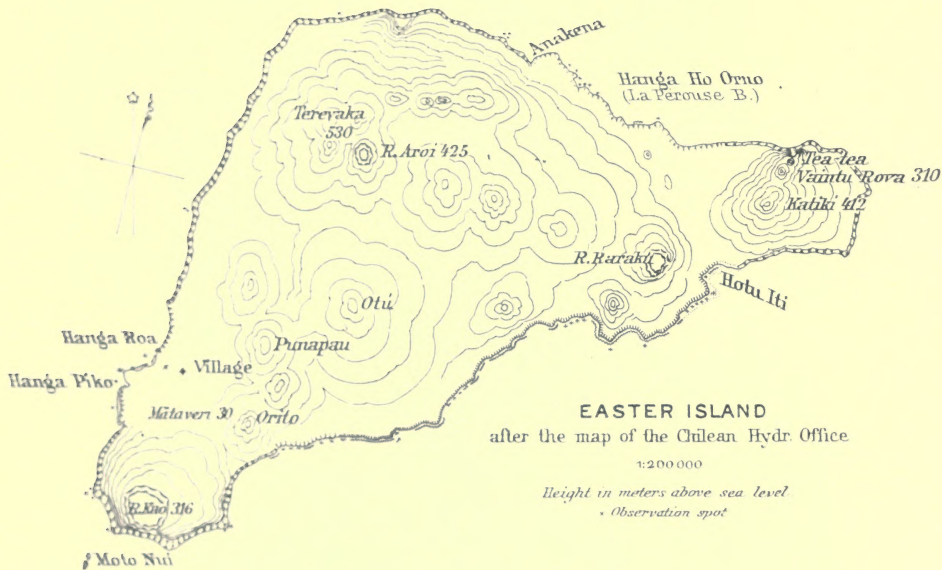 Anakena
Hanga Ho Ornu
(La Perouse B.)
Terevaka
530
R. Aroi 425
Tea-tea
Vaintu Rova 310
Katiki 412
R. Raraku
Hotu Iti
Otu
Hanga Roa
Punapau
Village
Hanga Piko
Mataveri 30
Orito
EASTER ISLAND
after the map of the Chilean Hydr. Office
1:200000
Height in meters above sea level
Observation spot
R. Kao 316
Moto Nui